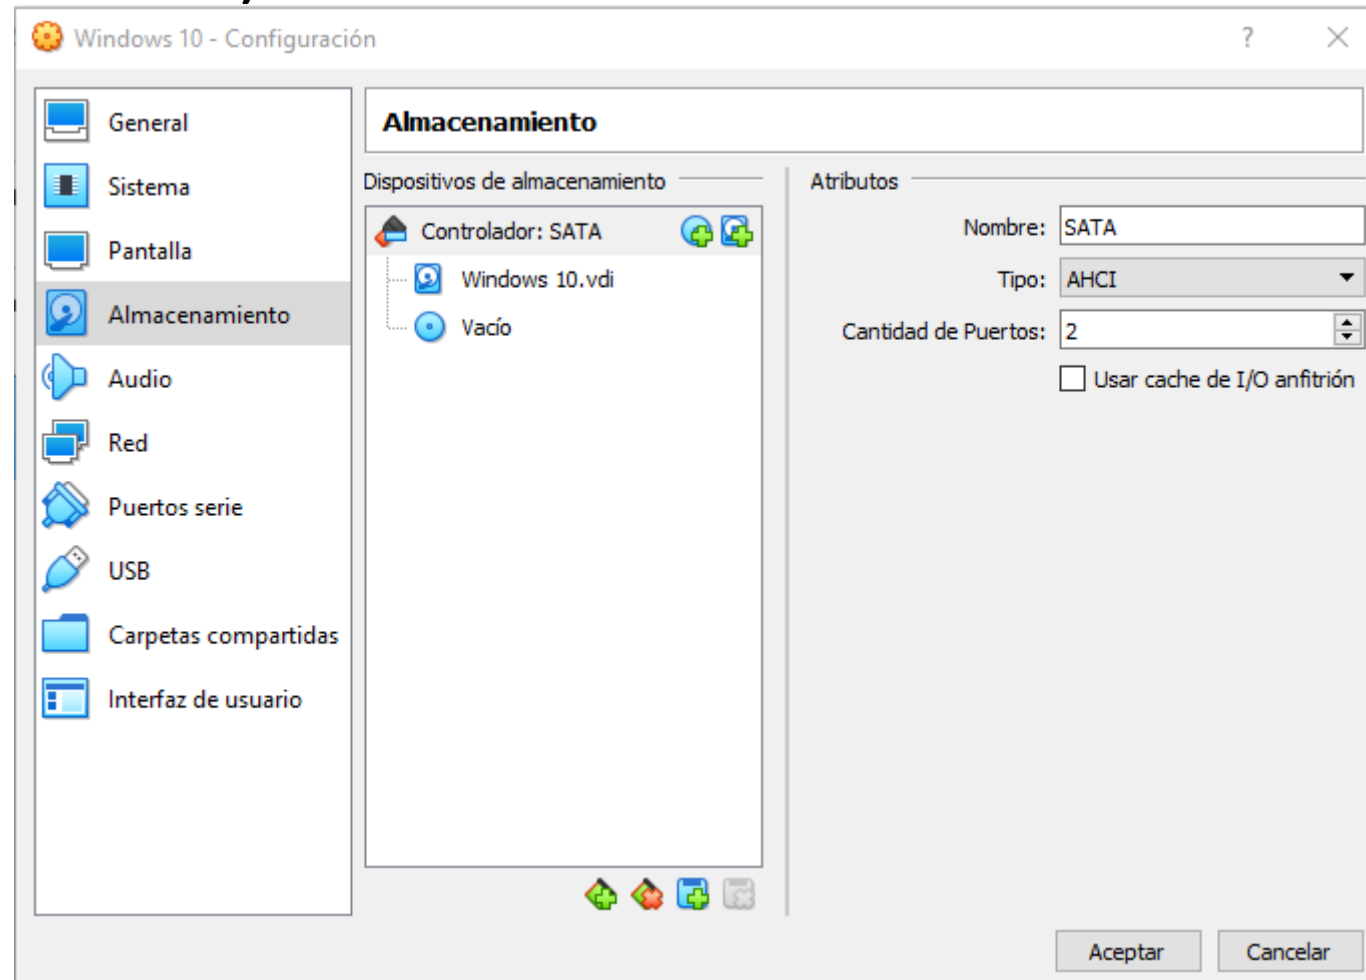 Windows 10 - Configuración
?
General
Sistema
Pantalla
Almacenamiento
Audio
Red
Puertos serie
USB
Carpetas compartidas
Interfaz de usuario
Almacenamiento
Dispositivos de almacenamiento
Controlador: SATA
Windows 10.vdi
Vacío
Atributos
Nombre: SATA
Tipo: AHCI
Cantidad de Puertos: 2
Usar cache de I/O anfitrión
Aceptar
Cancelar